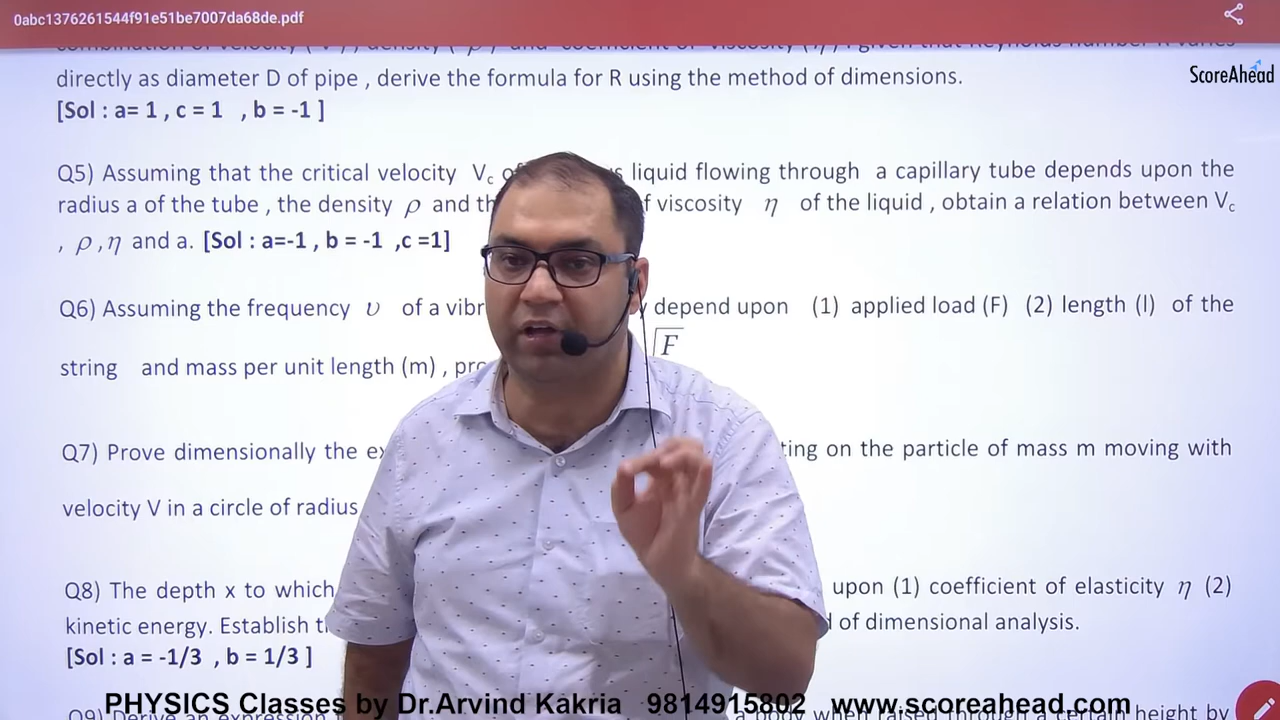 0abc1376261544f91e51be7007da68de.pdf
ScoreAhead
directly as diameter D of pipe , derive the formula for R using the method of dimensions.
[Sol : a= 1 , c = 1 , b = -1 ]
Q5) Assuming that the critical velocity Vc liquid flowing through a capillary tube depends upon the
radius a of the tube , the density ρ and viscosity η of the liquid , obtain a relation between Vc
, ρ , η and a. [Sol : a=-1 , b = -1 ,c =1]
Q6) Assuming the frequency υ of a depend upon (1) applied load (F) (2) length (l) of the
string and mass per unit length (m) , √F
Q7) Prove dimensionally the on the particle of mass m moving with
velocity V in a circle of radius
Q8) The depth x to which upon (1) coefficient of elasticity η (2)
kinetic energy. Establish of dimensional analysis.
[Sol : a = -1/3 , b = 1/3 ]
PHYSICS Classes by Dr.Arvind Kakria 9814915802 www.scoreahead.com